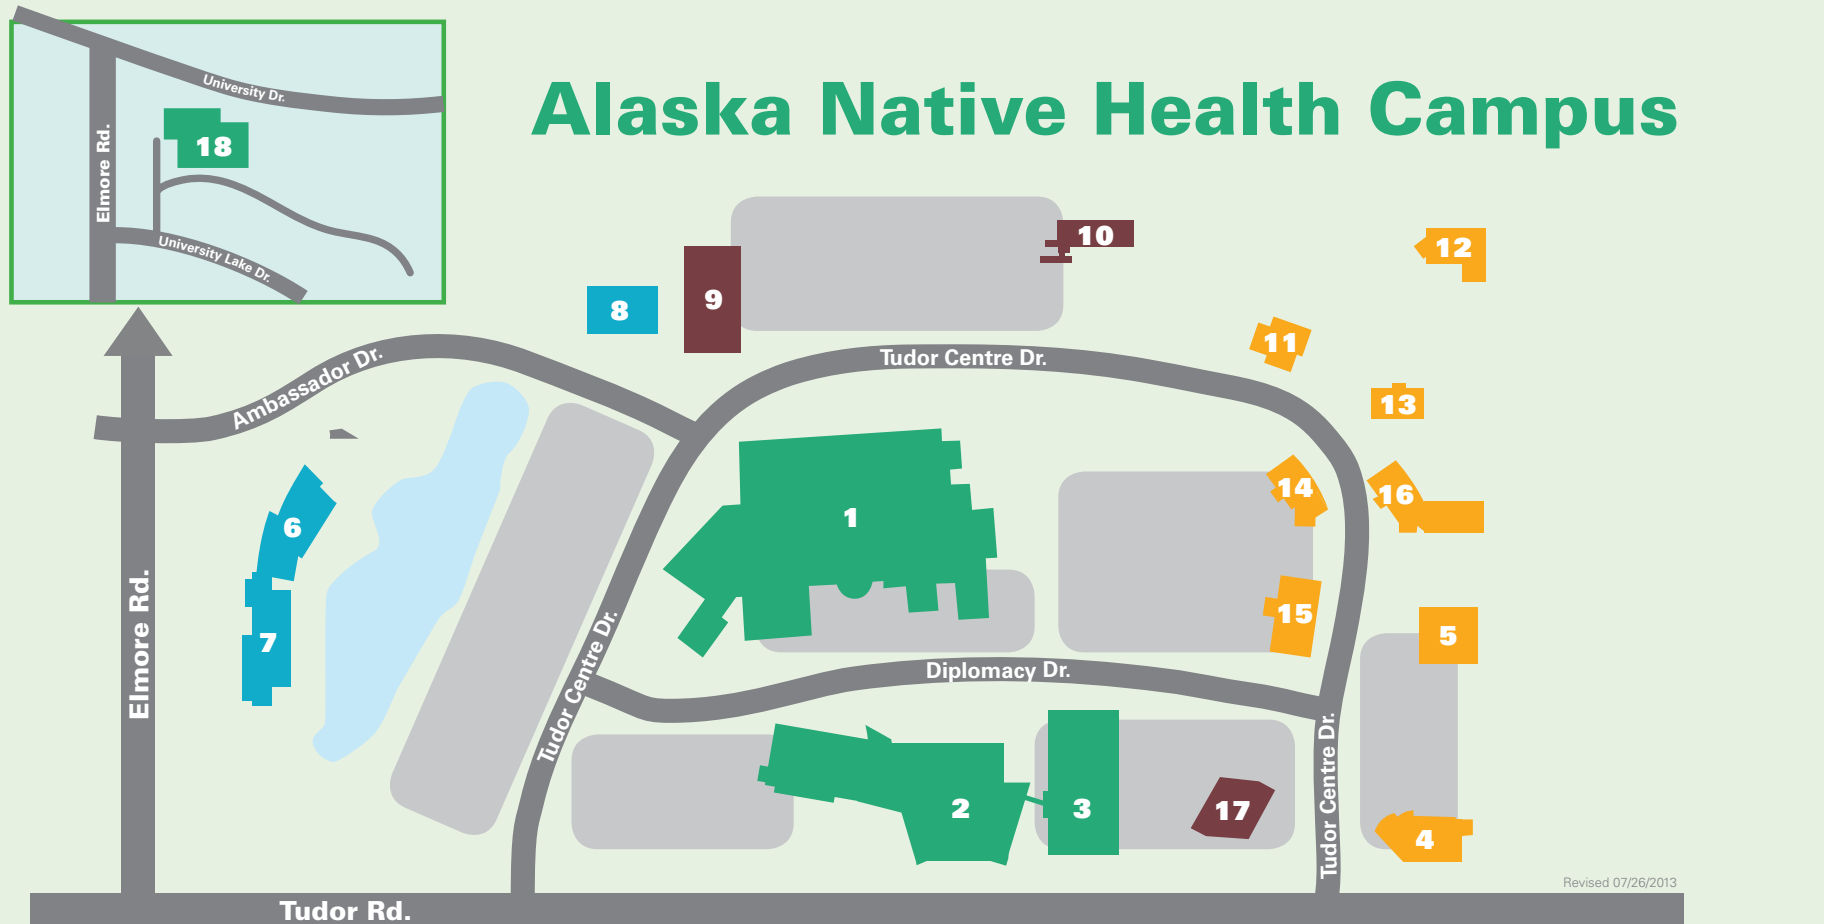 Alaska Native Health Campus
University Dr.
18
Elmore Rd.
University Lake Dr.
10
12
9
8
11
Tudor Centre Dr.
Ambassador Dr.
13
14
16
1
6
15
5
7
Elmore Rd.
Tudor Centre Dr.
Diplomacy Dr.
2
3
17
Tudor Centre Dr.
4
Revised 07/26/2013
Tudor Rd.